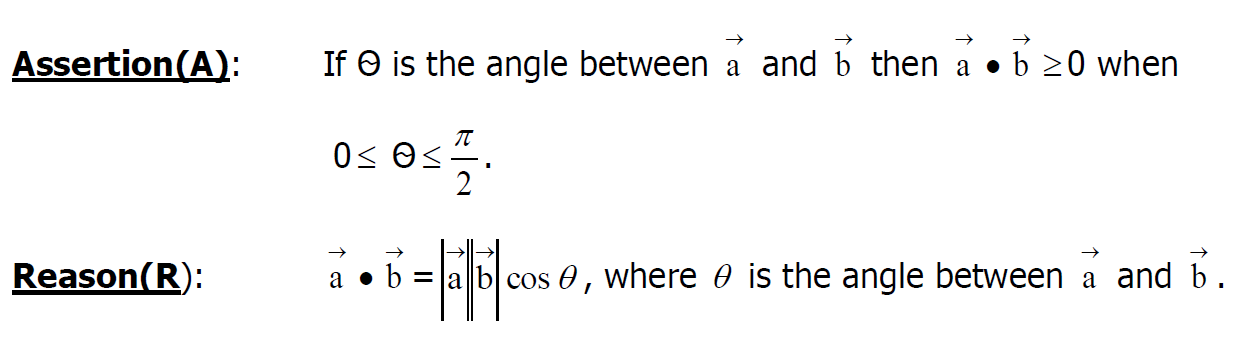 Assertion(A): If Θ is the angle between a⃗ and b⃗ then a⃗ • b⃗ ≥0 when
0≤ Θ≤ π/2.
Reason(R): a⃗ • b⃗ = |a⃗||b⃗| cos θ, where θ is the angle between a⃗ and b⃗.